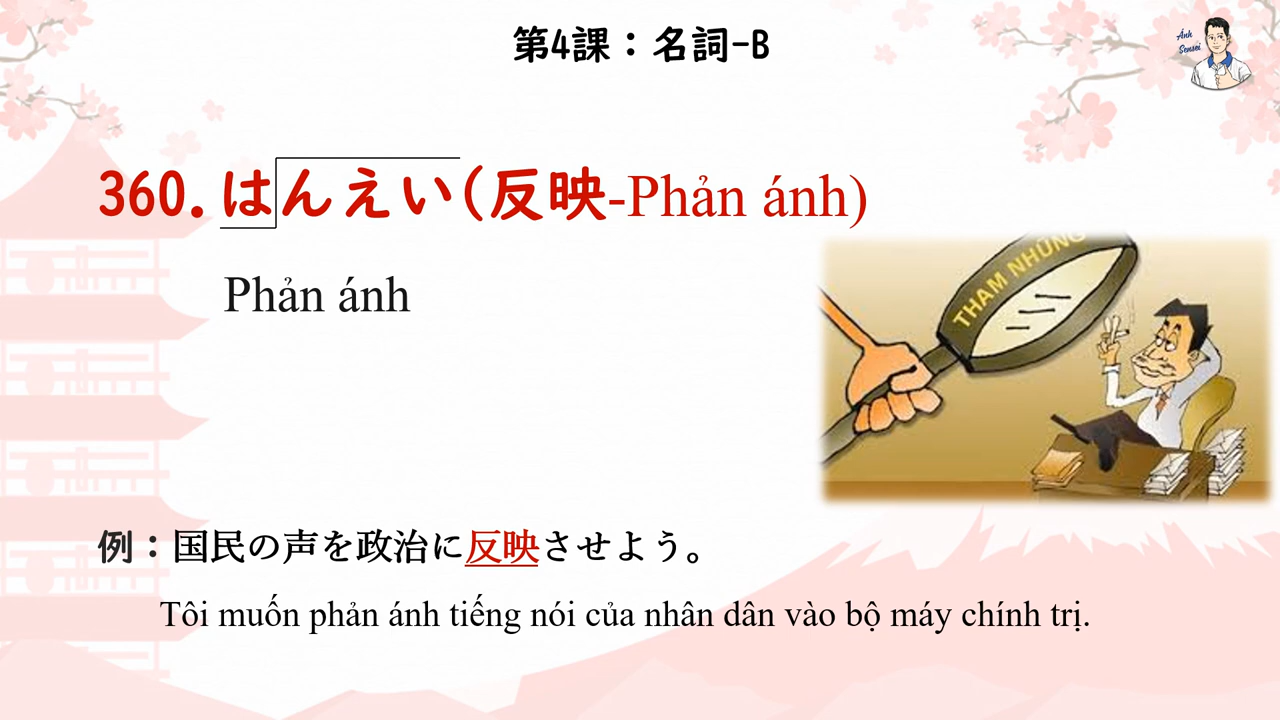 第4課：名詞-B
Anh
Sensei
360.はんえい(反映-Phản ánh)
Phản ánh
THAM NHŨNG
例：国民の声を政治に反映させよう。
Tôi muốn phản ánh tiếng nói của nhân dân vào bộ máy chính trị.